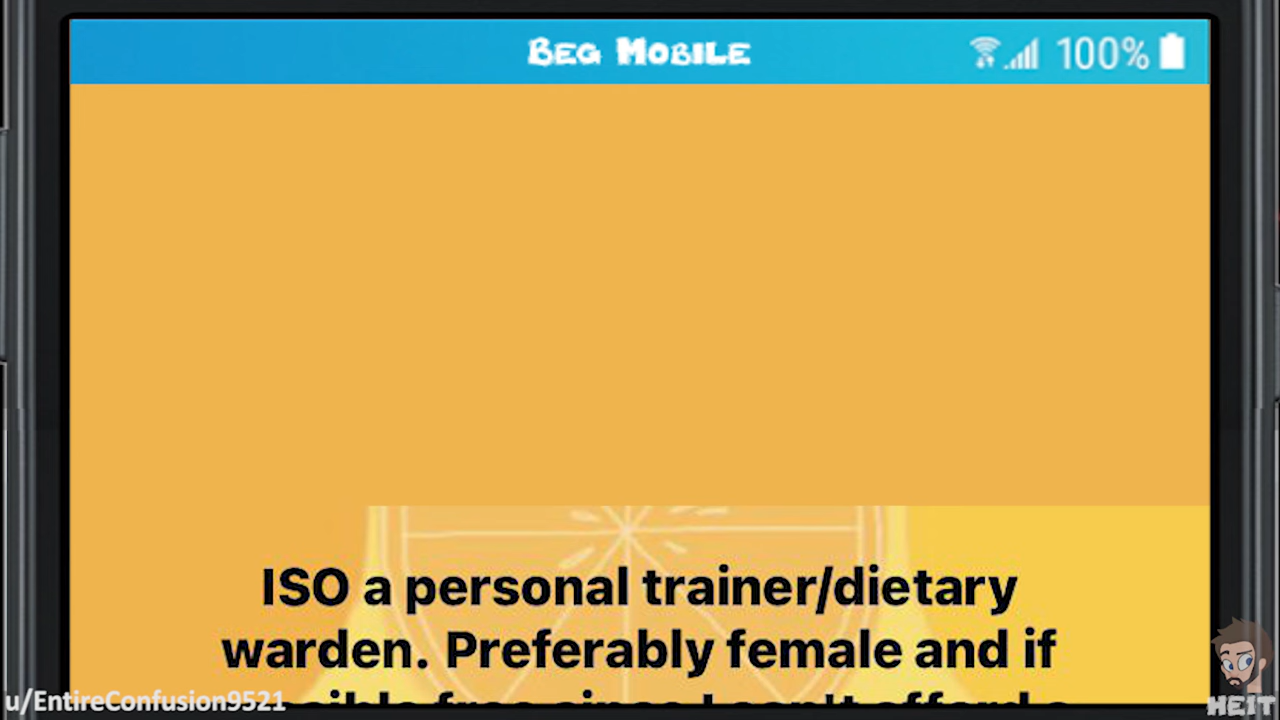 Beg Mobile
100%
ISO a personal trainer/dietary
warden. Preferably female and if
u/EntireConfusion9521
HEIT